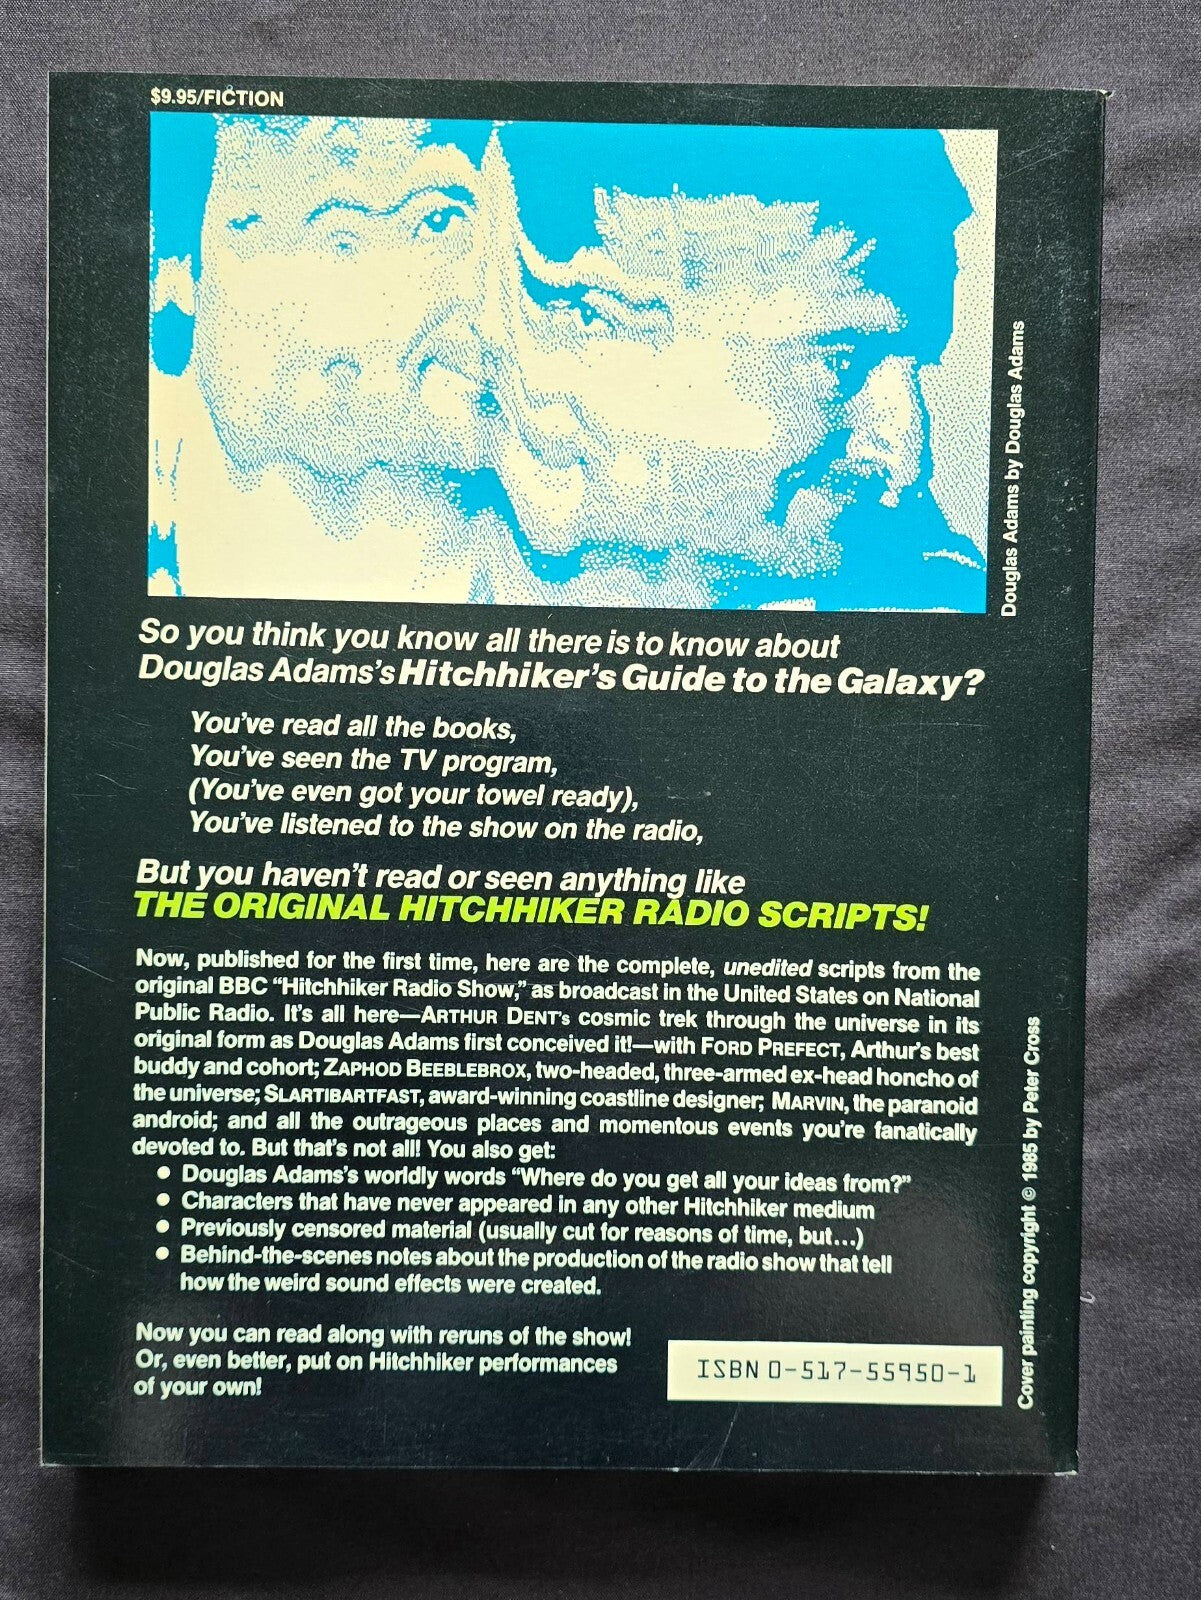 $9.95/FICTION
Douglas Adams by Douglas Adams
So you think you know all there is to know about
Douglas Adams's Hitchhiker's Guide to the Galaxy?
You've read all the books,
You've seen the TV program,
(You've even got your towel ready),
You've listened to the show on the radio,
But you haven't read or seen anything like
THE ORIGINAL HITCHHIKER RADIO SCRIPTS!
Now, published for the first time, here are the complete, unedited scripts from the
original BBC “Hitchhiker Radio Show,” as broadcast in the United States on National
Public Radio. It's all here—ARTHUR DENT's cosmic trek through the universe in its
original form as Douglas Adams first conceived it!—with FORD PREFECT, Arthur's best
buddy and cohort; ZAPHOD BEEBLEBROX, two-headed, three-armed ex-head honcho of
the universe; SLARTIBARTFAST, award-winning coastline designer; MARVIN, the paranoid
android; and all the outrageous places and momentous events you're fanatically
devoted to. But that's not all! You also get:
● Douglas Adams's worldly words “Where do you get all your ideas from?”
● Characters that have never appeared in any other Hitchhiker medium
● Previously censored material (usually cut for reasons of time, but...)
● Behind-the-scenes notes about the production of the radio show that tell
how the weird sound effects were created.
Now you can read along with reruns of the show!
Or, even better, put on Hitchhiker performances
of your own!
ISBN 0-517-55950-1
Cover painting copyright © 1985 by Peter Cross